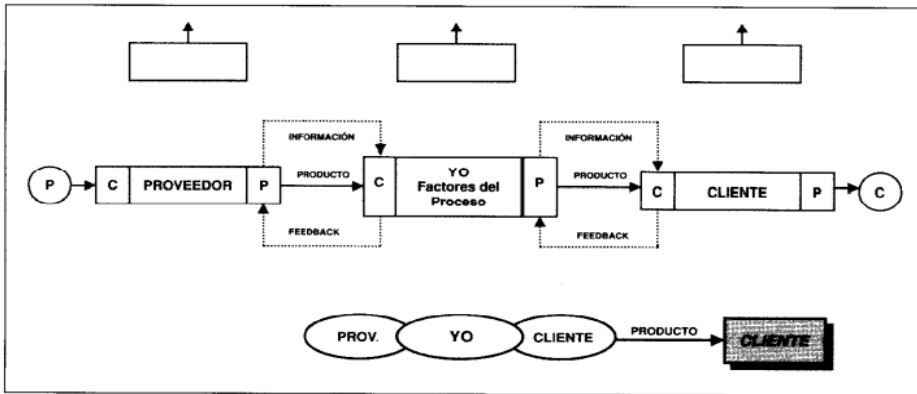 INFORMACIÓN
INFORMACIÓN
P
C
PROVEEDOR
P
PRODUCTO
C
YO
Factores del
Proceso
P
PRODUCTO
C
CLIENTE
P
C
FEEDBACK
FEEDBACK
PROV.
YO
CLIENTE
PRODUCTO
CLIENTE